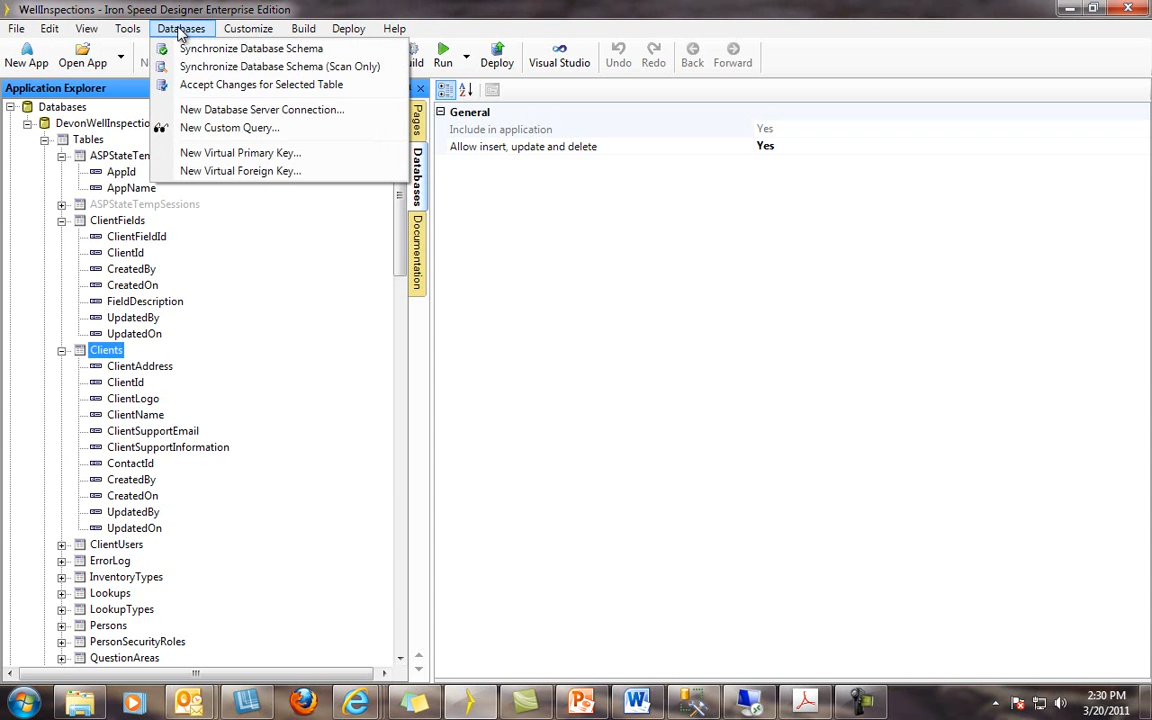 WellInspections - Iron Speed Designer Enterprise Edition
File Edit View Tools Databases Customize Build Deploy Help
New App Open App Run Deploy Visual Studio Undo Redo Back Forward
Synchronize Database Schema
Synchronize Database Schema (Scan Only)
Accept Changes for Selected Table
New Database Server Connection...
New Custom Query...
New Virtual Primary Key...
New Virtual Foreign Key...
Application Explorer
Databases
DevonWellInspectio
Tables
ASPStateTem
AppId
AppName
ASPStateTempSessions
ClientFields
ClientFieldId
ClientId
CreatedBy
CreatedOn
FieldDescription
UpdatedBy
UpdatedOn
Clients
ClientAddress
ClientId
ClientLogo
ClientName
ClientSupportEmail
ClientSupportInformation
ContactId
CreatedBy
CreatedOn
UpdatedBy
UpdatedOn
ClientUsers
ErrorLog
InventoryTypes
Lookups
LookupTypes
Persons
PersonSecurityRoles
QuestionAreas
Pages
Databases
Documentation
General
Include in application Yes
Allow insert, update and delete Yes
2:30 PM
3/20/2011